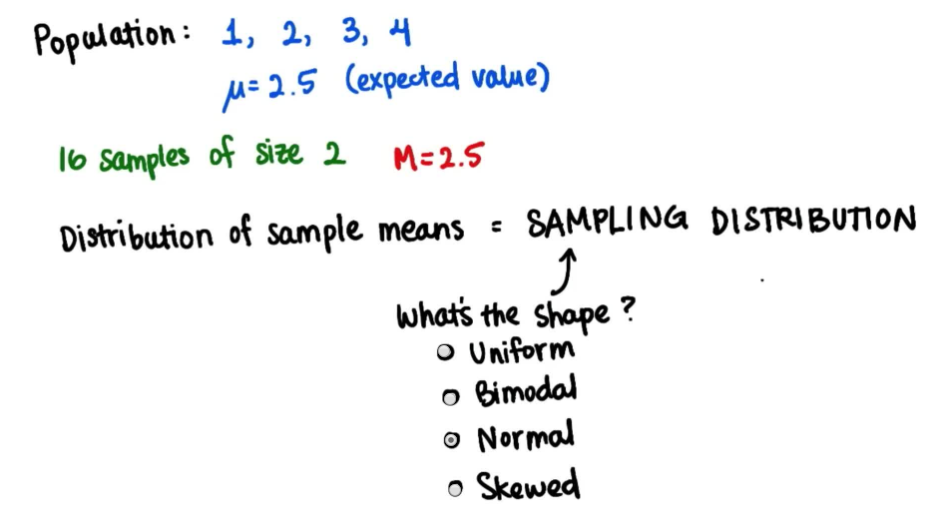 Population: 1, 2, 3, 4
μ=2.5 (expected value)
16 samples of size 2 M=2.5
Distribution of sample means = SAMPLING DISTRIBUTION
What's the shape?
Uniform
Bimodal
Normal
Skewed